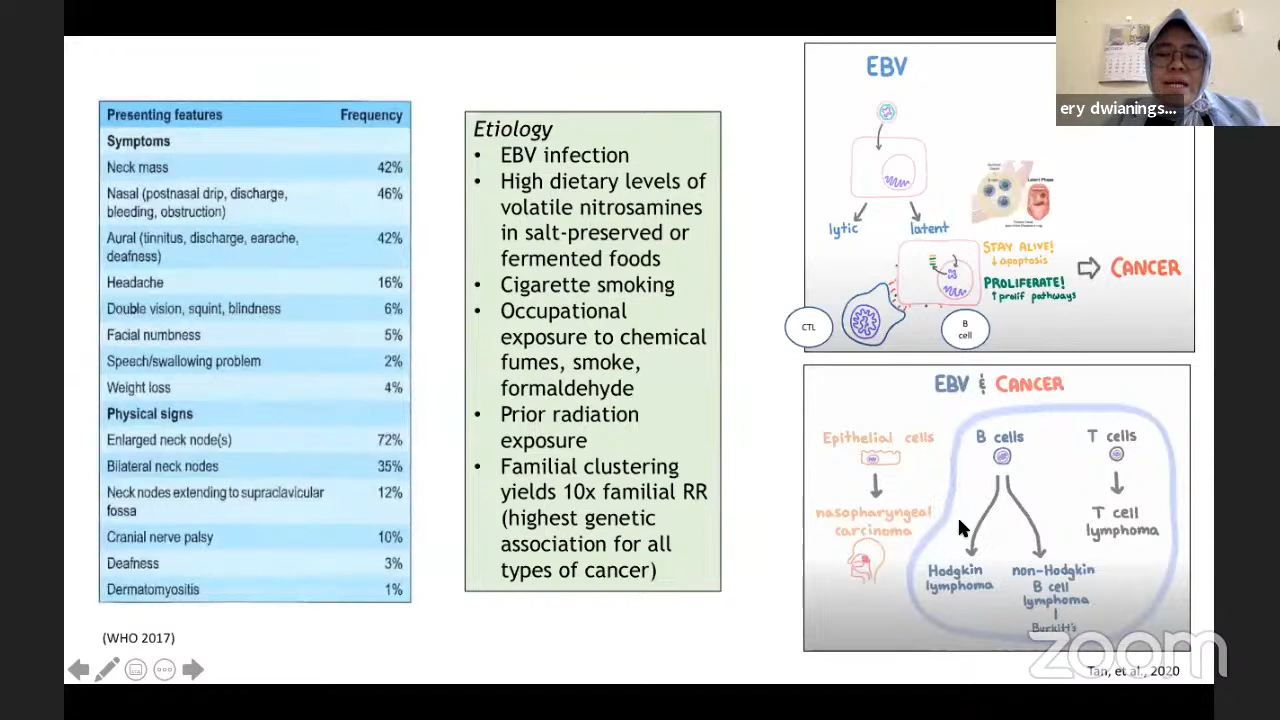 Presenting features Frequency
Symptoms
Neck mass 42%
Nasal (postnasal drip, discharge, 46%
bleeding, obstruction)
Aural (tinnitus, discharge, earache, 42%
deafness)
Headache 16%
Double vision, squint, blindness 6%
Facial numbness 5%
Speech/swallowing problem 2%
Weight loss 4%
Physical signs
Enlarged neck node(s) 72%
Bilateral neck nodes 35%
Neck nodes extending to supraclavicular 12%
fossa
Cranial nerve palsy 10%
Deafness 3%
Dermatomyositis 1%
(WHO 2017)
Etiology
• EBV infection
• High dietary levels of
volatile nitrosamines
in salt-preserved or
fermented foods
• Cigarette smoking
• Occupational
exposure to chemical
fumes, smoke,
formaldehyde
• Prior radiation
exposure
• Familial clustering
yields 10x familial RR
(highest genetic
association for all
types of cancer)
EBV
lytic latent
STAY ALIVE!
↓ apoptosis
PROLIFERATE!
↑ prolif pathways
CANCER
CTL
B
cell
EBV & CANCER
Epithelial cells
nasopharyngeal
carcinoma
B cells
Hodgkin
lymphoma
non-Hodgkin
B cell
lymphoma
Burkitt's
T cells
T cell
lymphoma
Tan, et al., 2020
ery dwianings...
zoom